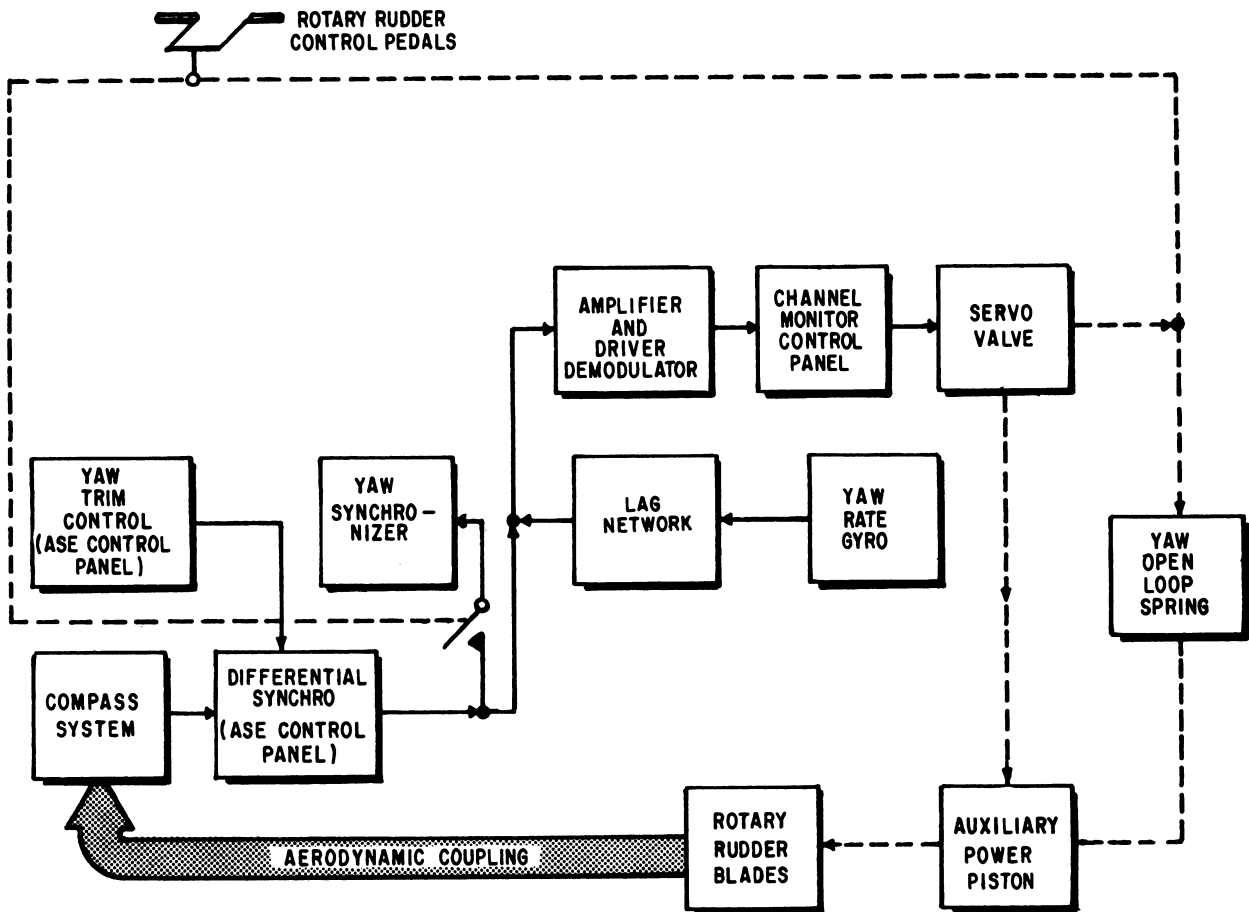 ROTARY RUDDER
CONTROL PEDALS
AMPLIFIER
AND
DRIVER
DEMODULATOR
CHANNEL
MONITOR
CONTROL
PANEL
SERVO
VALVE
YAW
TRIM
CONTROL
(ASE CONTROL
PANEL)
YAW
SYNCHRO-
NIZER
LAG
NETWORK
YAW
RATE
GYRO
YAW
OPEN
LOOP
SPRING
COMPASS
SYSTEM
DIFFERENTIAL
SYNCHRO
(ASE CONTROL
PANEL)
ROTARY
RUDDER
BLADES
AUXILIARY
POWER
PISTON
AERODYNAMIC COUPLING